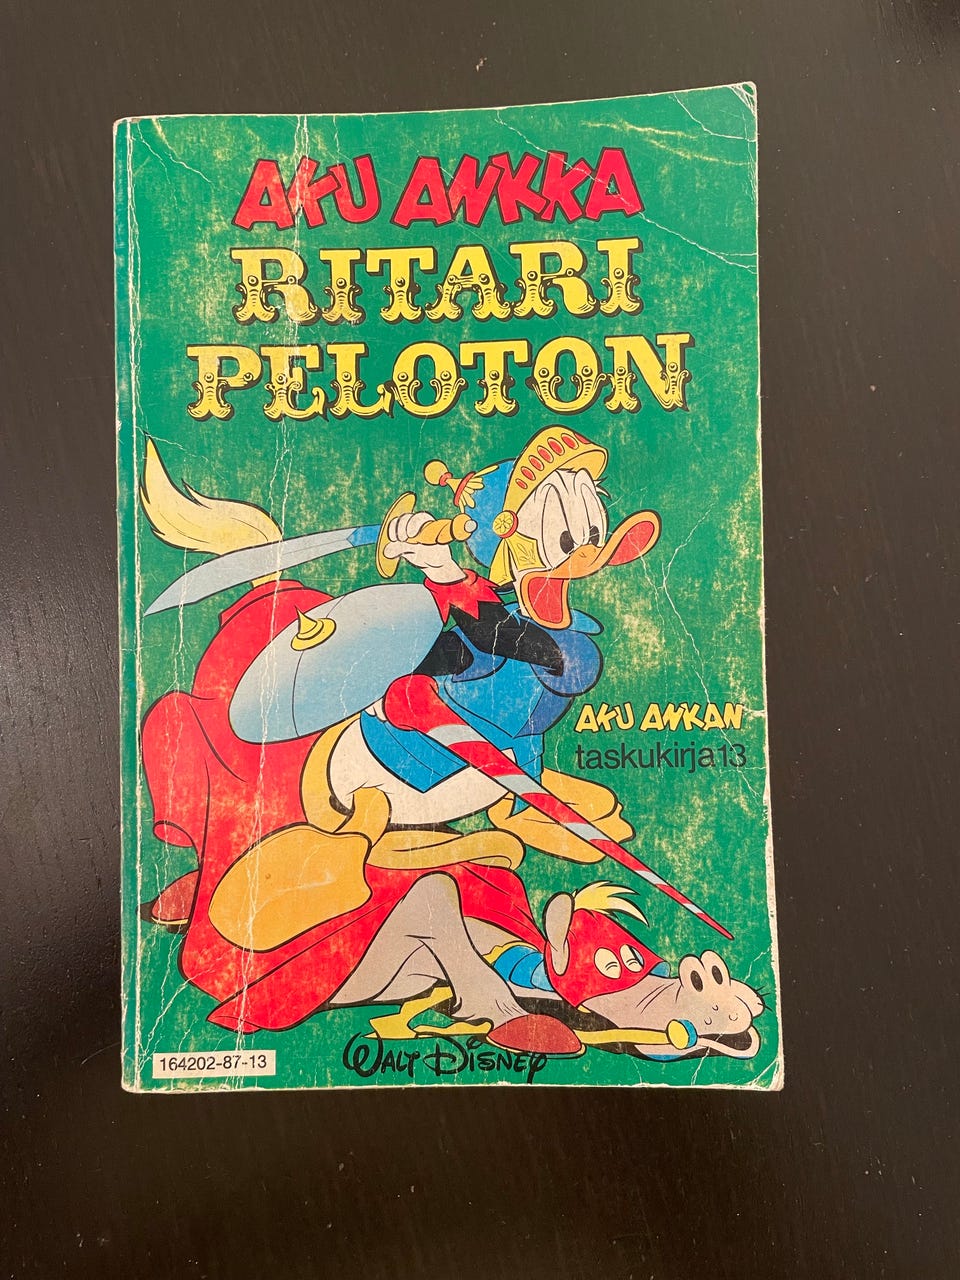 AKU ANKKA
RITARI
PELOTON
AKU ANKAN
taskukirja 13
164202-87-13
WALT DISNEY